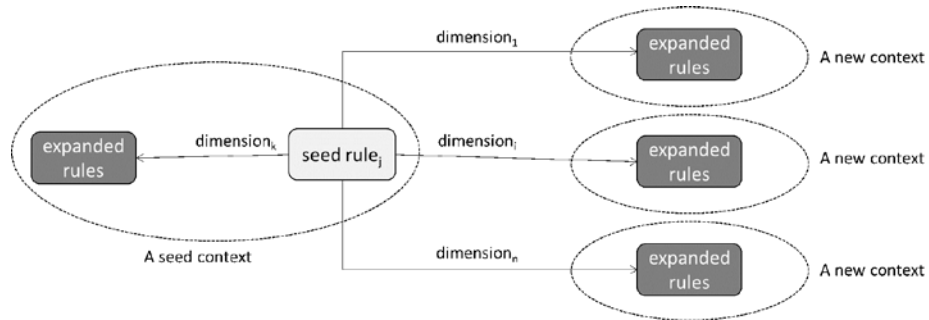 dimension₁
expanded
rules
A new context
expanded
rules
dimensionₖ
seed ruleⱼ
dimensionᵢ
expanded
rules
A new context
A seed context
dimensionₙ
expanded
rules
A new context